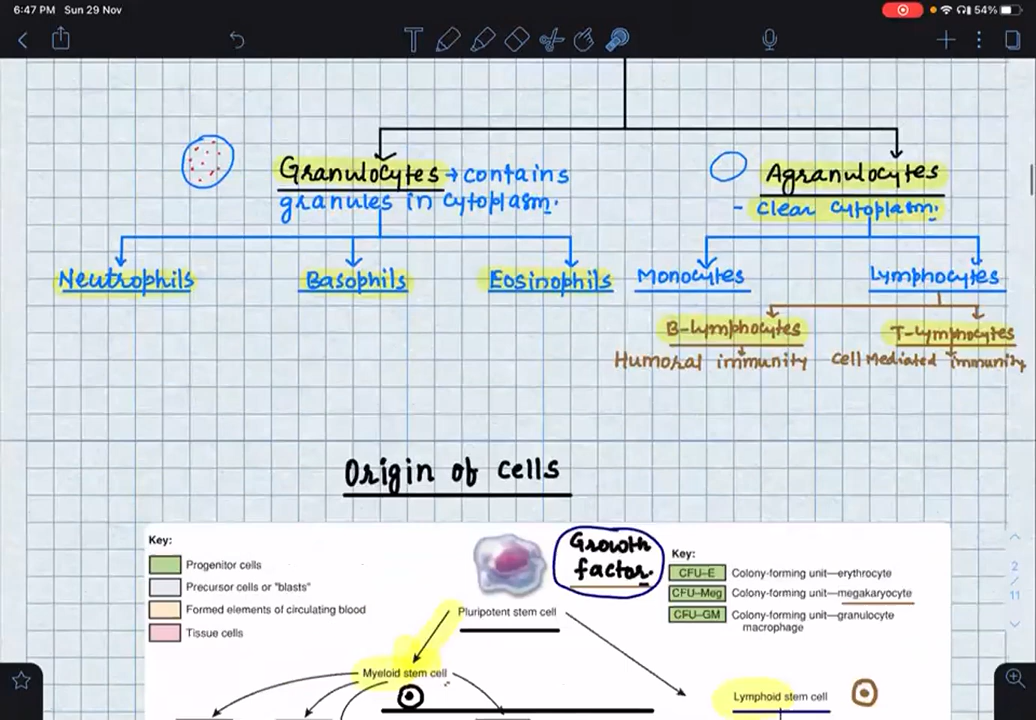 6:47 PM Sun 29 Nov
54%
Granulocytes → contains
granules in cytoplasm.
Agranulocytes
- Clear cytoplasm.
Neutrophils
Basophils
Eosinophils
Monocytes
Lymphocytes
B-lymphocytes
T-lymphocytes
Humoral immunity
Cell Mediated immunity
Origin of cells
Key:
Progenitor cells
Precursor cells or "blasts"
Formed elements of circulating blood
Tissue cells
Growth
factor.
Key:
CFU–E Colony-forming unit—erythrocyte
CFU–Meg Colony-forming unit—megakaryocyte
CFU–GM Colony-forming unit—granulocyte
macrophage
Pluripotent stem cell
Myeloid stem cell
Lymphoid stem cell
2
/
11